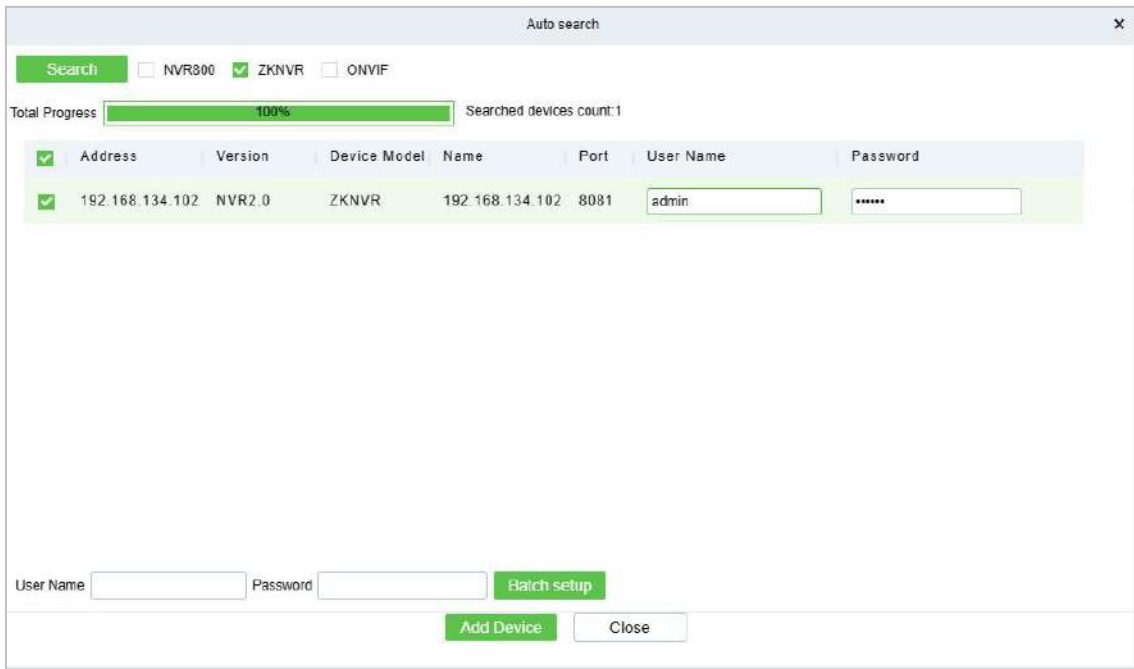 Auto search
Search NVR800 ZKNVR ONVIF
Total Progress 100% Searched devices count:1
Address Version Device Model Name Port User Name Password
192.168.134.102 NVR2.0 ZKNVR 192.168.134.102 8081 admin ••••••
User Name Password Batch setup
Add Device Close